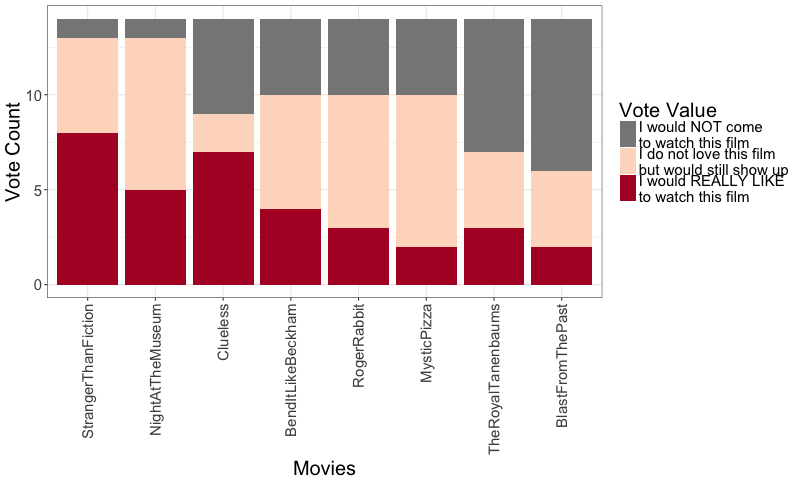 Vote Count
10
5
0
StrangerThanFiction
NightAtTheMuseum
Clueless
BendItLikeBeckham
RogerRabbit
MysticPizza
TheRoyalTanenbaums
BlastFromThePast
Movies
Vote Value
I would NOT come
to watch this film
I do not love this film
but would still show up
I would REALLY LIKE
to watch this film